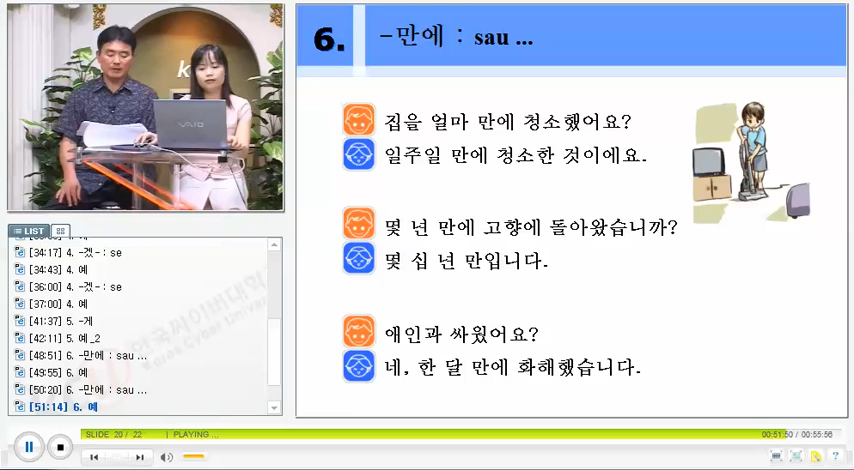 6. -만에 : sau ...
집을 얼마 만에 청소했어요?
일주일 만에 청소한 것이에요.
몇 년 만에 고향에 돌아왔습니까?
몇 십 년 만입니다.
애인과 싸웠어요?
네, 한 달 만에 화해했습니다.
VAIO
LIST
[34:17] 4. -겠- : sẽ
[34:43] 4. 예
[36:00] 4. -겠- : sẽ
[37:00] 4. 예
[41:37] 5. -게
[42:11] 5. 예_2
[48:51] 6. -만에 : sau ...
[49:55] 6. 예
[50:20] 6. -만에 : sau ...
[51:14] 6. 예
SLIDE 20 / 22 | PLAYING ...
00:51:50 / 00:55:56